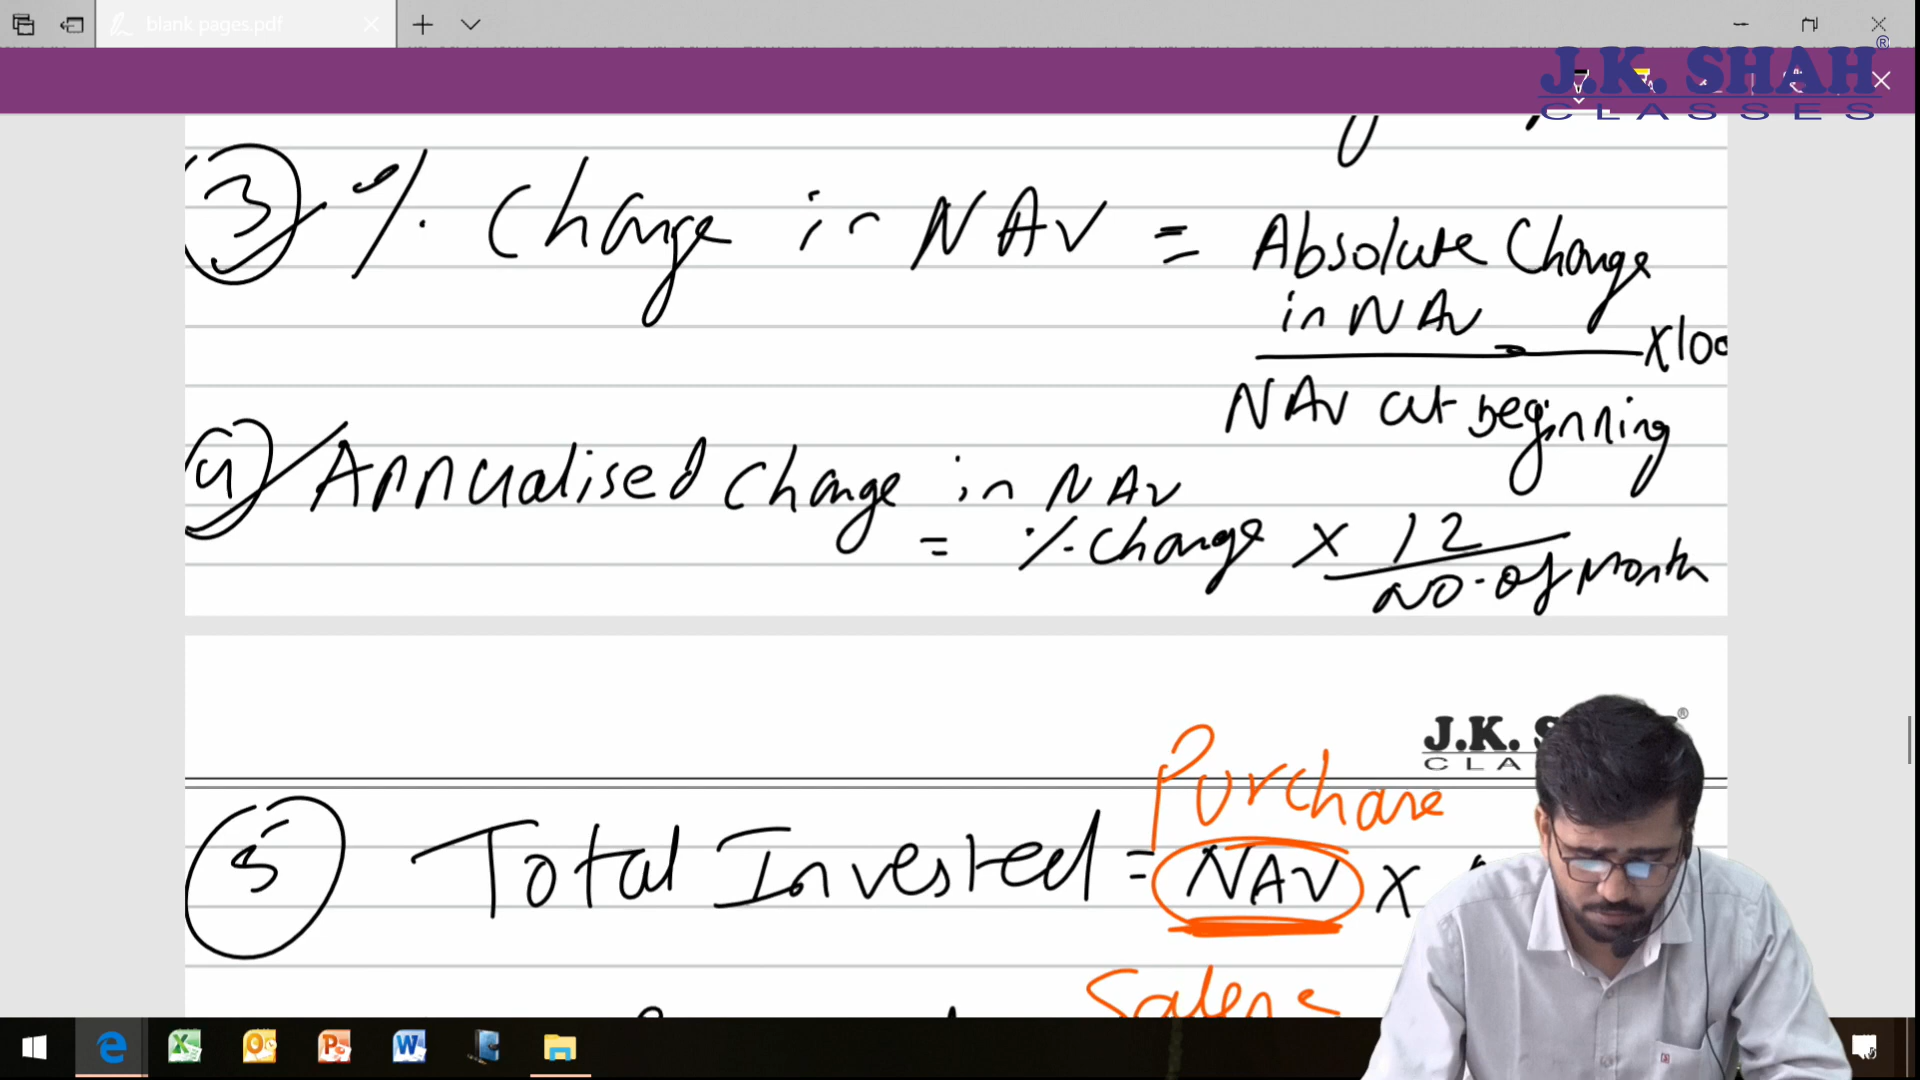 blank pages.pdf
J.K. SHAH®
CLASSES
3 % Change in NAV = Absolute Change
in NAV
x100
NAV at beginning
4 Annualised Change in NAV
= % Change x 12
No. of Month
J.K. S
®
CLA
Purchase
5 Total Invested = NAV x
Sales